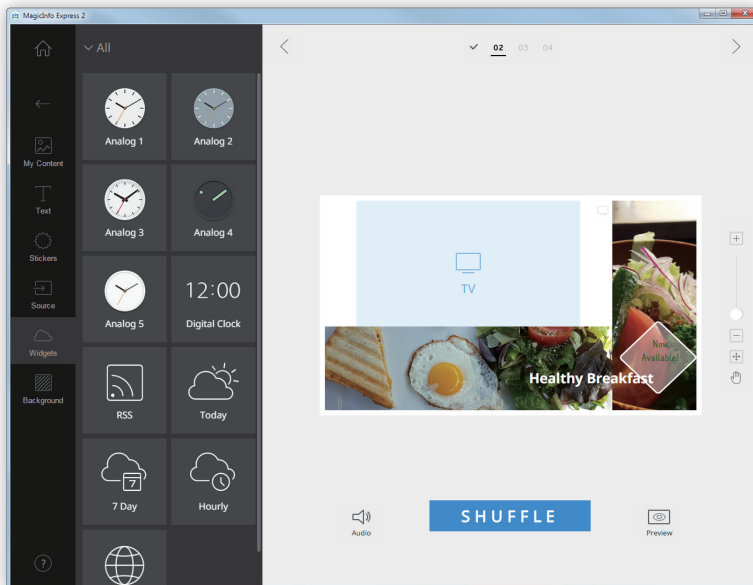 MagicInfo Express 2
All
02 03 04
Analog 1
Analog 2
My Content
Text
Analog 3
Analog 4
Stickers
TV
Source
12:00
Analog 5
Digital Clock
Widgets
Now
Available!
Healthy Breakfast
Background
RSS
Today
7
7 Day
Hourly
SHUFFLE
Audio
Preview
?